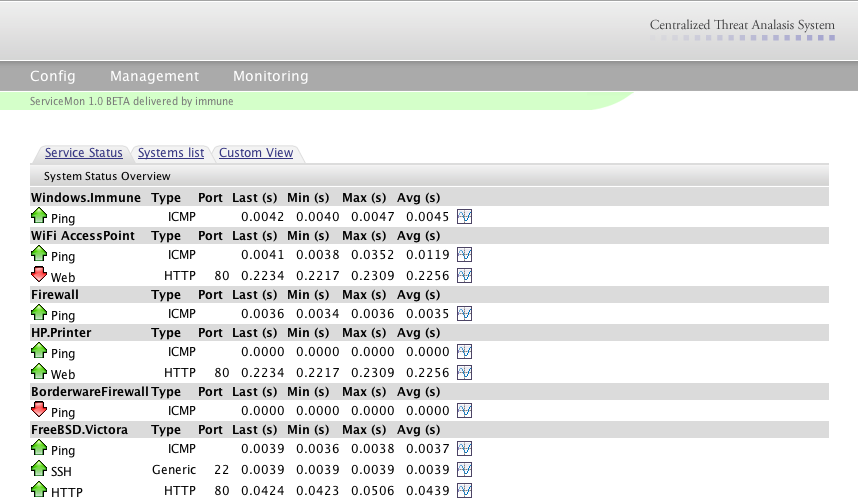 Centralized Threat Analasis System
Config Management Monitoring
ServiceMon 1.0 BETA delivered by immune
Service Status Systems list Custom View
System Status Overview
Windows.Immune Type Port Last (s) Min (s) Max (s) Avg (s)
Ping ICMP 0.0042 0.0040 0.0047 0.0045
WiFi AccessPoint Type Port Last (s) Min (s) Max (s) Avg (s)
Ping ICMP 0.0041 0.0038 0.0352 0.0119
Web HTTP 80 0.2234 0.2217 0.2309 0.2256
Firewall Type Port Last (s) Min (s) Max (s) Avg (s)
Ping ICMP 0.0036 0.0034 0.0036 0.0035
HP.Printer Type Port Last (s) Min (s) Max (s) Avg (s)
Ping ICMP 0.0000 0.0000 0.0000 0.0000
Web HTTP 80 0.2234 0.2217 0.2309 0.2256
BorderwareFirewall Type Port Last (s) Min (s) Max (s) Avg (s)
Ping ICMP 0.0000 0.0000 0.0000 0.0000
FreeBSD.Victora Type Port Last (s) Min (s) Max (s) Avg (s)
Ping ICMP 0.0039 0.0036 0.0038 0.0037
SSH Generic 22 0.0039 0.0039 0.0039 0.0039
HTTP HTTP 80 0.0424 0.0423 0.0506 0.0439